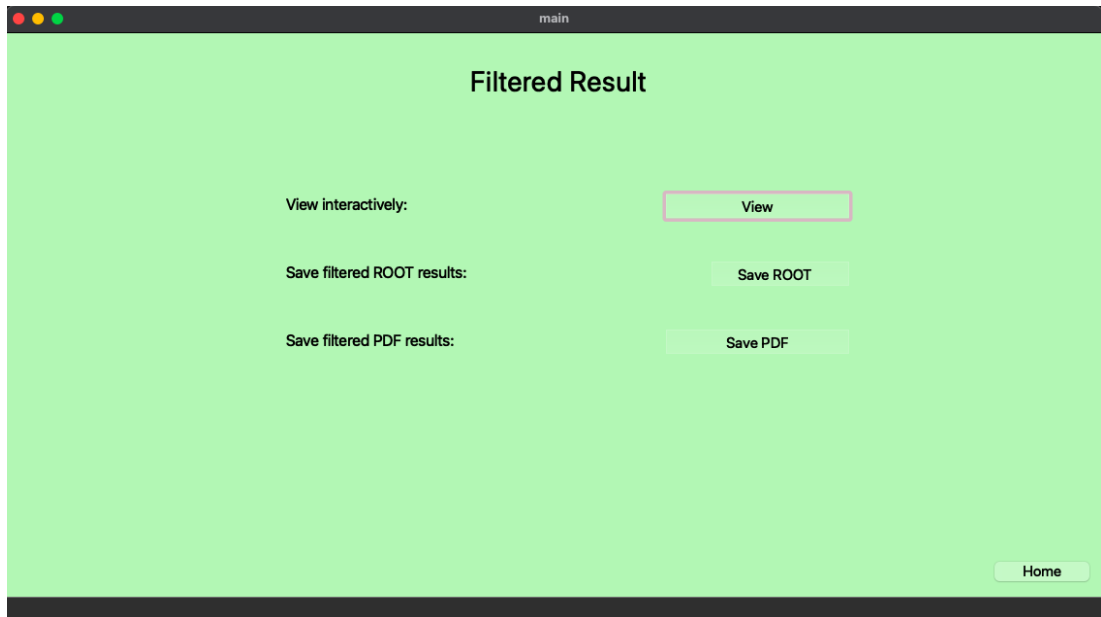 main
Filtered Result
View interactively: View
Save filtered ROOT results: Save ROOT
Save filtered PDF results: Save PDF
Home